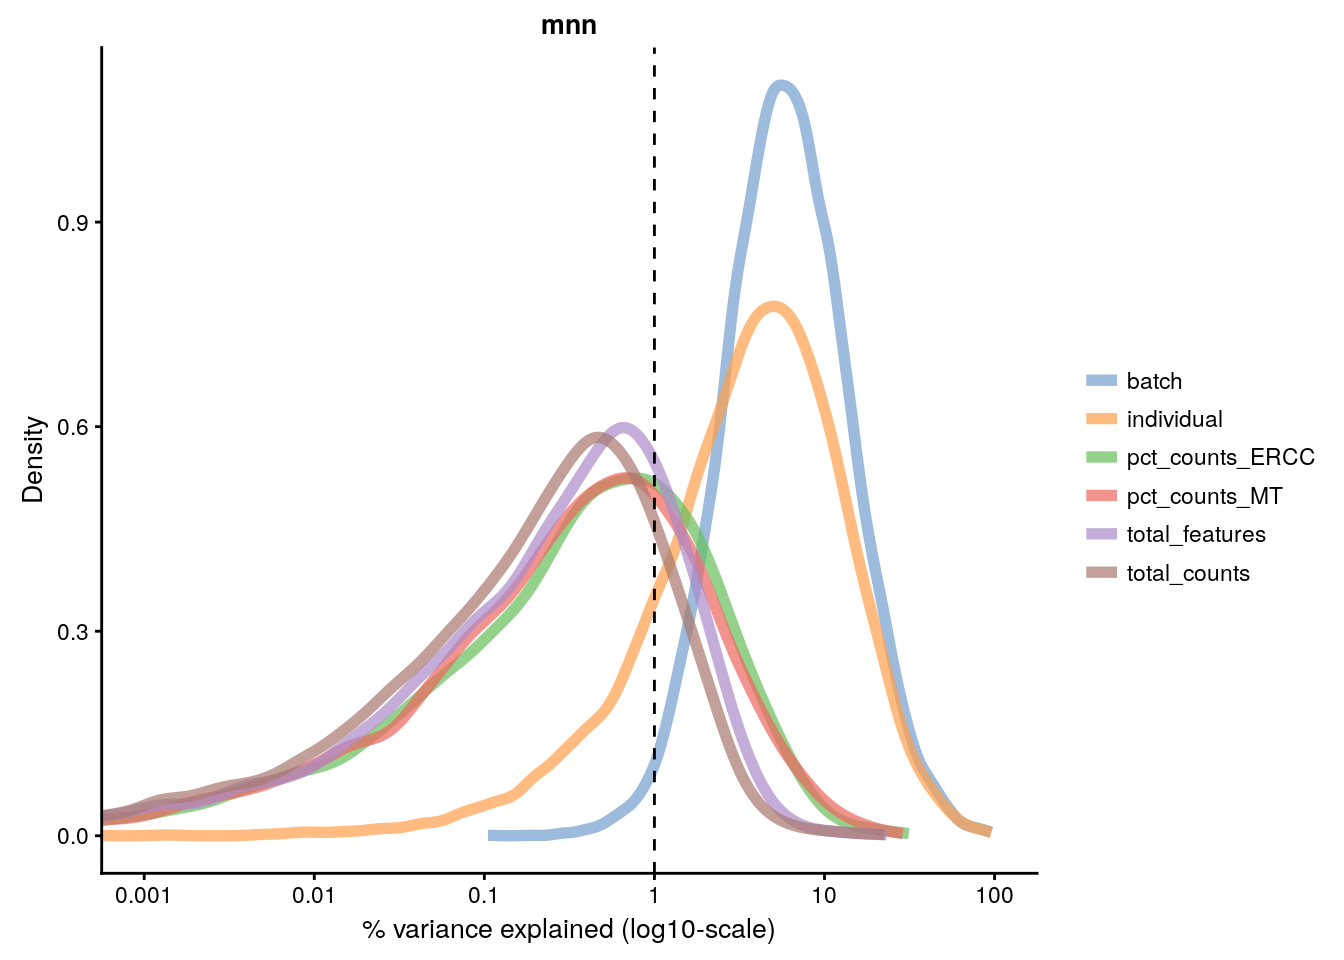 mnn
Density
0.9
0.6
0.3
0.0
0.001 0.01 0.1 1 10 100
% variance explained (log10-scale)
batch
individual
pct_counts_ERCC
pct_counts_MT
total_features
total_counts